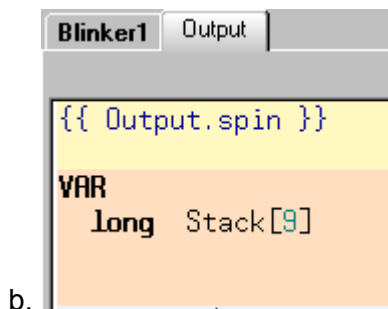 Blinker1 Output
{{ Output.spin }}
VAR
long Stack[9]
b.